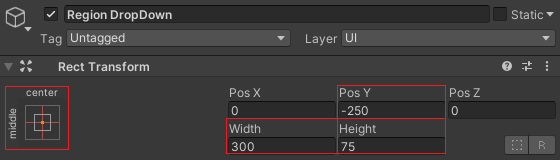 Region DropDown Static
Tag Untagged Layer UI
Rect Transform
center
middle
Pos X Pos Y Pos Z
0 -250 0
Width Height
300 75 R